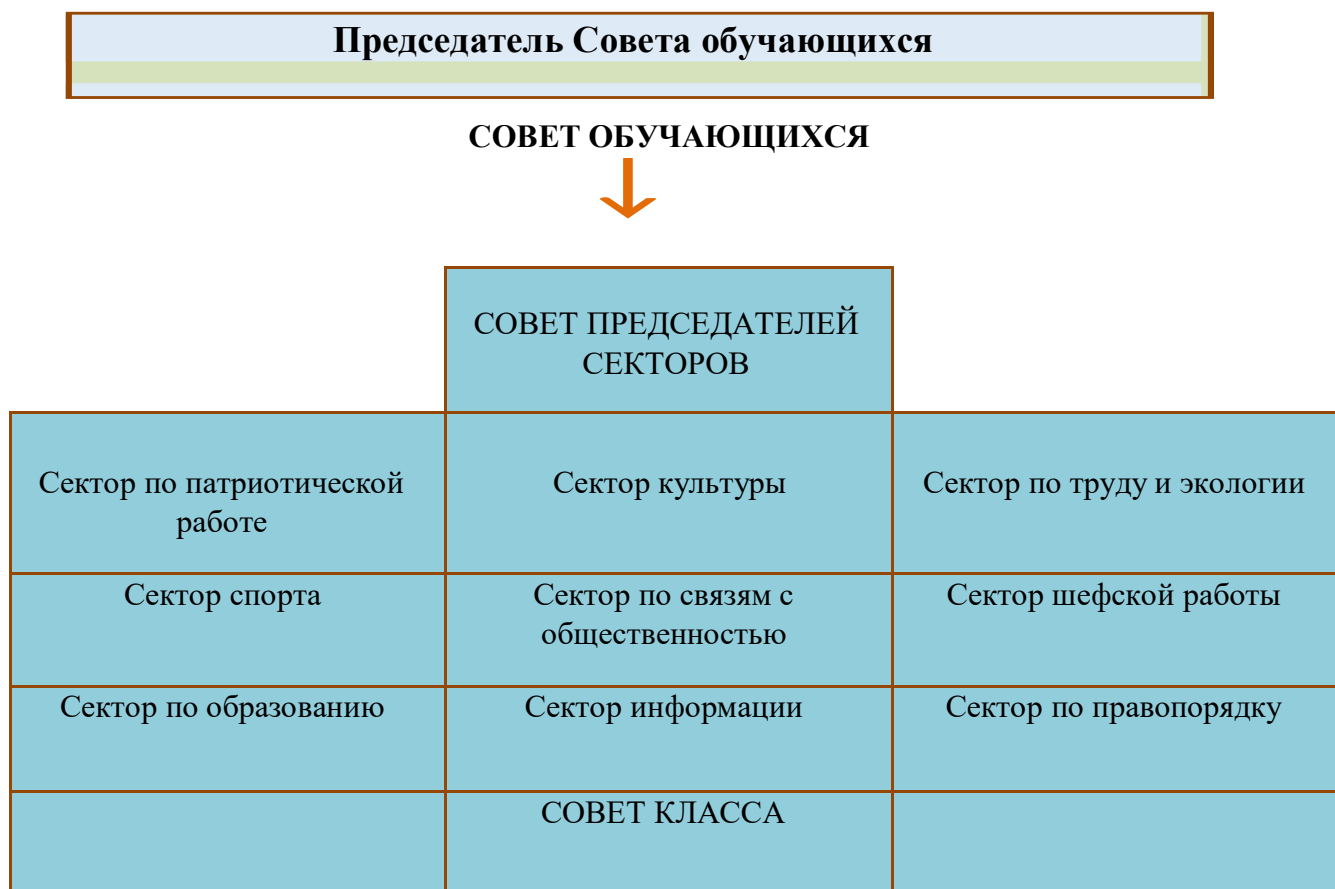 Председатель Совета обучающихся
СОВЕТ ОБУЧАЮЩИХСЯ
СОВЕТ ПРЕДСЕДАТЕЛЕЙ
СЕКТОРОВ
Сектор по патриотической
работе
Сектор культуры
Сектор по труду и экологии
Сектор спорта
Сектор по связям с
общественностью
Сектор шефской работы
Сектор по образованию
Сектор информации
Сектор по правопорядку
СОВЕТ КЛАССА